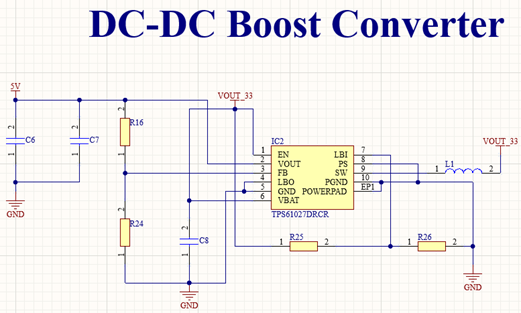 DC-DC Boost Converter
5V
VOUT_33
VOUT_33
2 2 2
C6 C7 R16
1 1 1
IC2
1 EN LBI 7
2 VOUT PS 8
3 FB SW 9 1 L1 2
4 LBO PGND 10
5 GND POWERPAD EP1
6 VBAT
TPS61027DRCR
GND
2 R24 1
2 C8 1
1 R25 2 1 R26 2
GND
GND